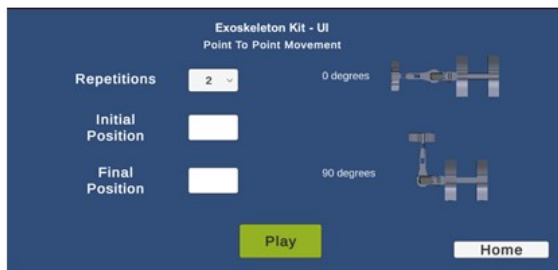 Exoskeleton Kit - UI
Point To Point Movement
Repetitions
2
0 degrees
Initial
Position
Final
Position
90 degrees
Play
Home